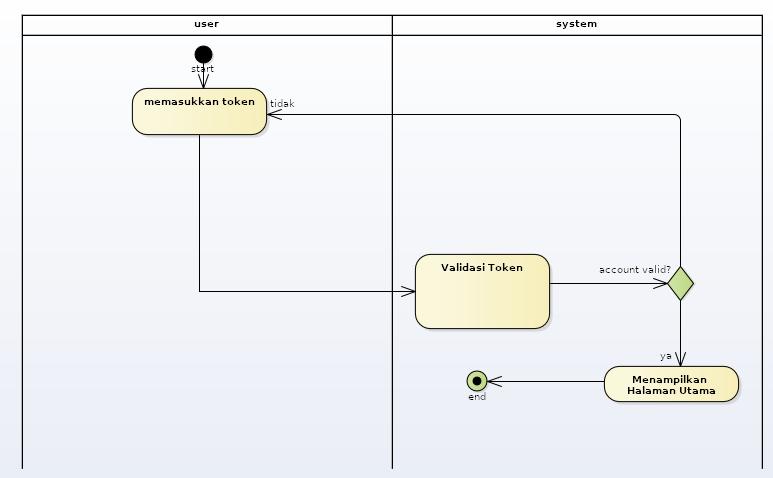 user
system
start
memasukkan token
tidak
Validasi Token
account valid?
ya
Menampilkan
Halaman Utama
end